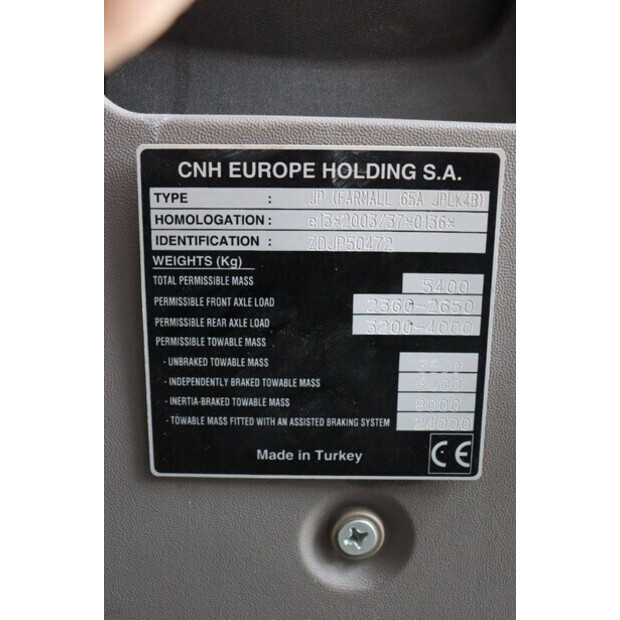 CNH EUROPE HOLDING S.A.
TYPE : JP (FARMALL 65A JPLK4B)
HOMOLOGATION : e13*2003/37*0136*
IDENTIFICATION : ZDJP50472
WEIGHTS (Kg)
TOTAL PERMISSIBLE MASS 5400
PERMISSIBLE FRONT AXLE LOAD 2360-2650
PERMISSIBLE REAR AXLE LOAD 3200-4000
PERMISSIBLE TOWABLE MASS
- UNBRAKED TOWABLE MASS
- INDEPENDENTLY BRAKED TOWABLE MASS 6000
- INERTIA-BRAKED TOWABLE MASS
- TOWABLE MASS FITTED WITH AN ASSISTED BRAKING SYSTEM 24000
Made in Turkey CE